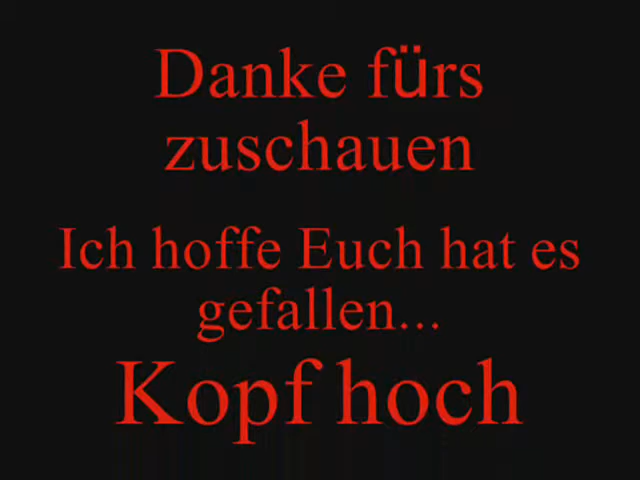 Danke fürs
zuschauen
Ich hoffe Euch hat es
gefallen...
Kopf hoch